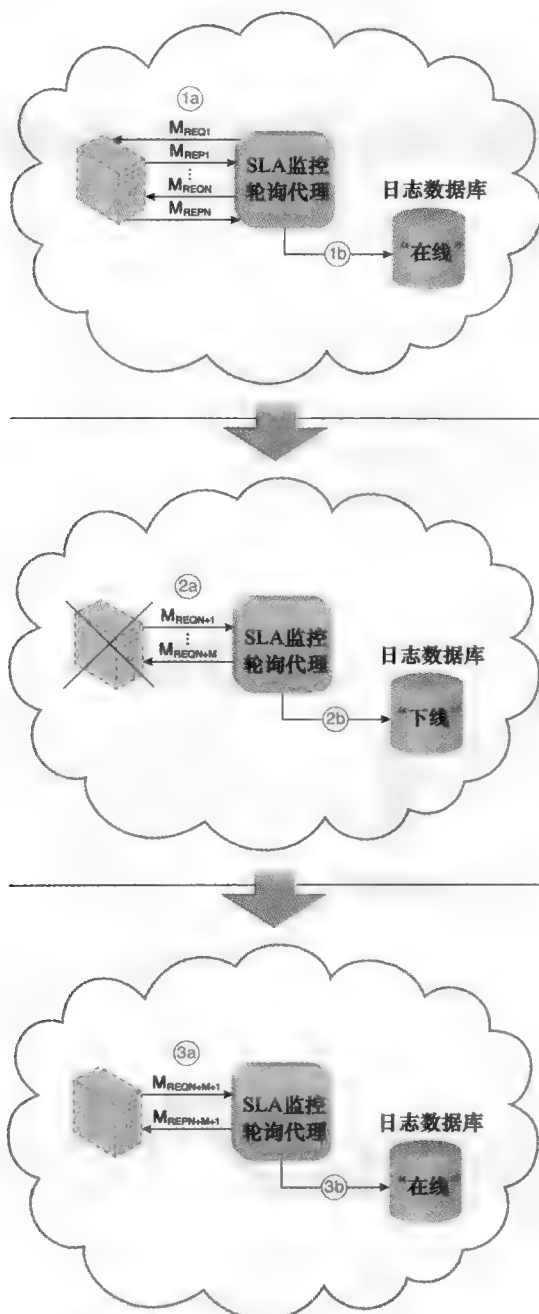 1a
MREQ1
MREP1
⋮
MREQN
MREPN
SLA监控
轮询代理
日志数据库
1b
“在线”
2a
MREQN+1
⋮
MREQN+M
SLA监控
轮询代理
日志数据库
2b
“下线”
3a
MREQN+M+1
MREPN+M+1
SLA监控
轮询代理
日志数据库
3b
“在线”